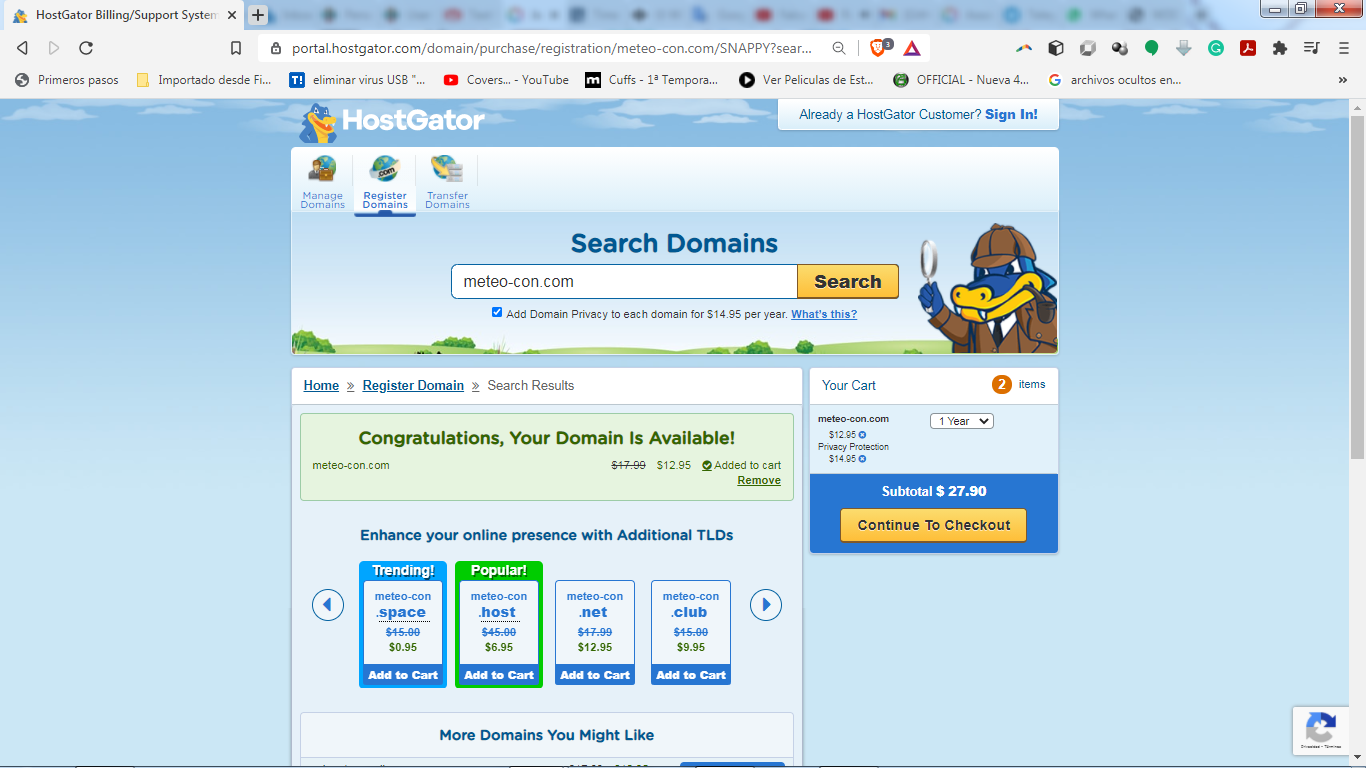 HostGator Billing/Support System
portal.hostgator.com/domain/purchase/registration/meteo-con.com/SNAPPY?sear...
3
Primeros pasos
Importado desde Fi...
T!
eliminar virus USB "...
Covers... - YouTube
m
Cuffs - 1ª Tempora...
Ver Peliculas de Est...
OFFICIAL - Nueva 4...
archivos ocultos en...
»
HostGator
Already a HostGator Customer? Sign In!
.com
Manage Domains
Register Domains
Transfer Domains
Search Domains
meteo-con.com
Search
Add Domain Privacy to each domain for $14.95 per year. What's this?
Home » Register Domain » Search Results
Your Cart
2 items
meteo-con.com
1 Year
$12.95
Privacy Protection
$14.95
Subtotal $ 27.90
Continue To Checkout
Congratulations, Your Domain Is Available!
meteo-con.com
$17.99 $12.95 Added to cart
Remove
Enhance your online presence with Additional TLDs
Trending!
meteo-con
.space
$15.00
$0.95
Add to Cart
Popular!
meteo-con
.host
$45.00
$6.95
Add to Cart
meteo-con
.net
$17.99
$12.95
Add to Cart
meteo-con
.club
$15.00
$9.95
Add to Cart
More Domains You Might Like
Privacidad - Términos